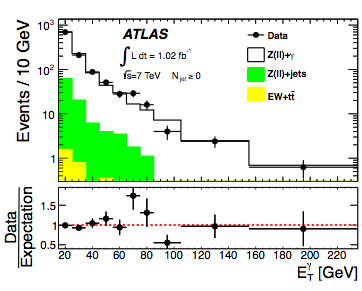 ATLAS
∫ L dt = 1.02 fb⁻¹
√s=7 TeV N_jet ≥ 0
Data
Z(ll)+γ
Z(ll)+jets
EW+tt̄
Events / 10 GeV
10³
10²
10
1
Data
Expectation
1.5
1
0.5
20 40 60 80 100 120 140 160 180 200 220
E_T^γ [GeV]